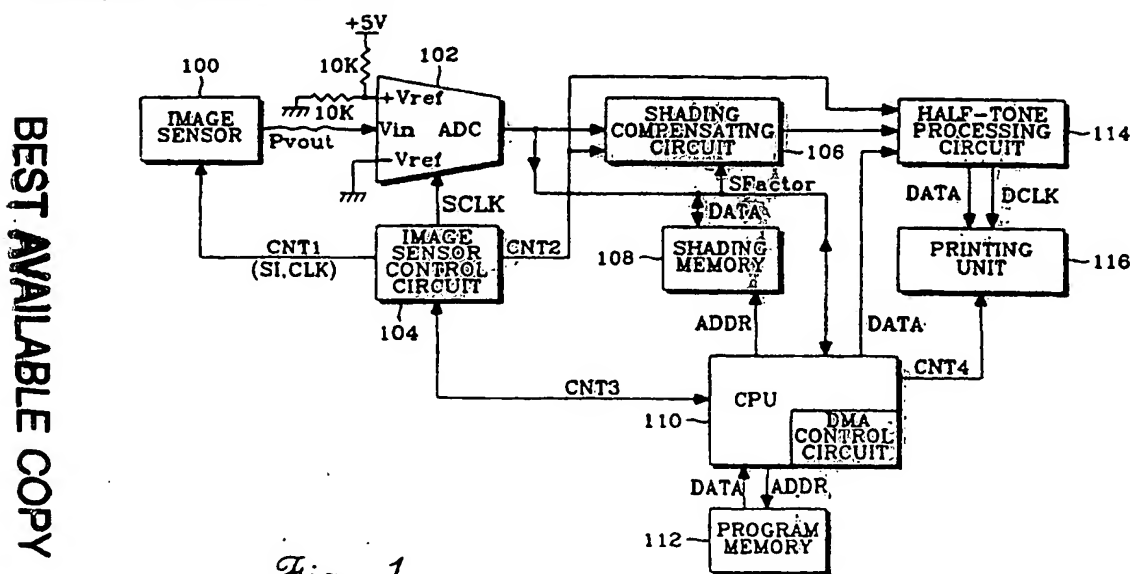 BEST AVAILABLE COPY
+5V
10K
10K
100
IMAGE
SENSOR
Pvout
102
+Vref
Vin ADC
-Vref
SCLK
CNT1
(SI,CLK)
IMAGE
SENSOR
CONTROL
CIRCUIT
104
CNT2
SHADING
COMPENSATING
CIRCUIT
106
SFactor
DATA
108
SHADING
MEMORY
ADDR
HALF-TONE
PROCESSING
CIRCUIT
114
DATA
DCLK
PRINTING
UNIT
116
DATA
CNT4
CNT3
110
CPU
DMA
CONTROL
CIRCUIT
DATA
ADDR
112
PROGRAM
MEMORY
Fig. 1